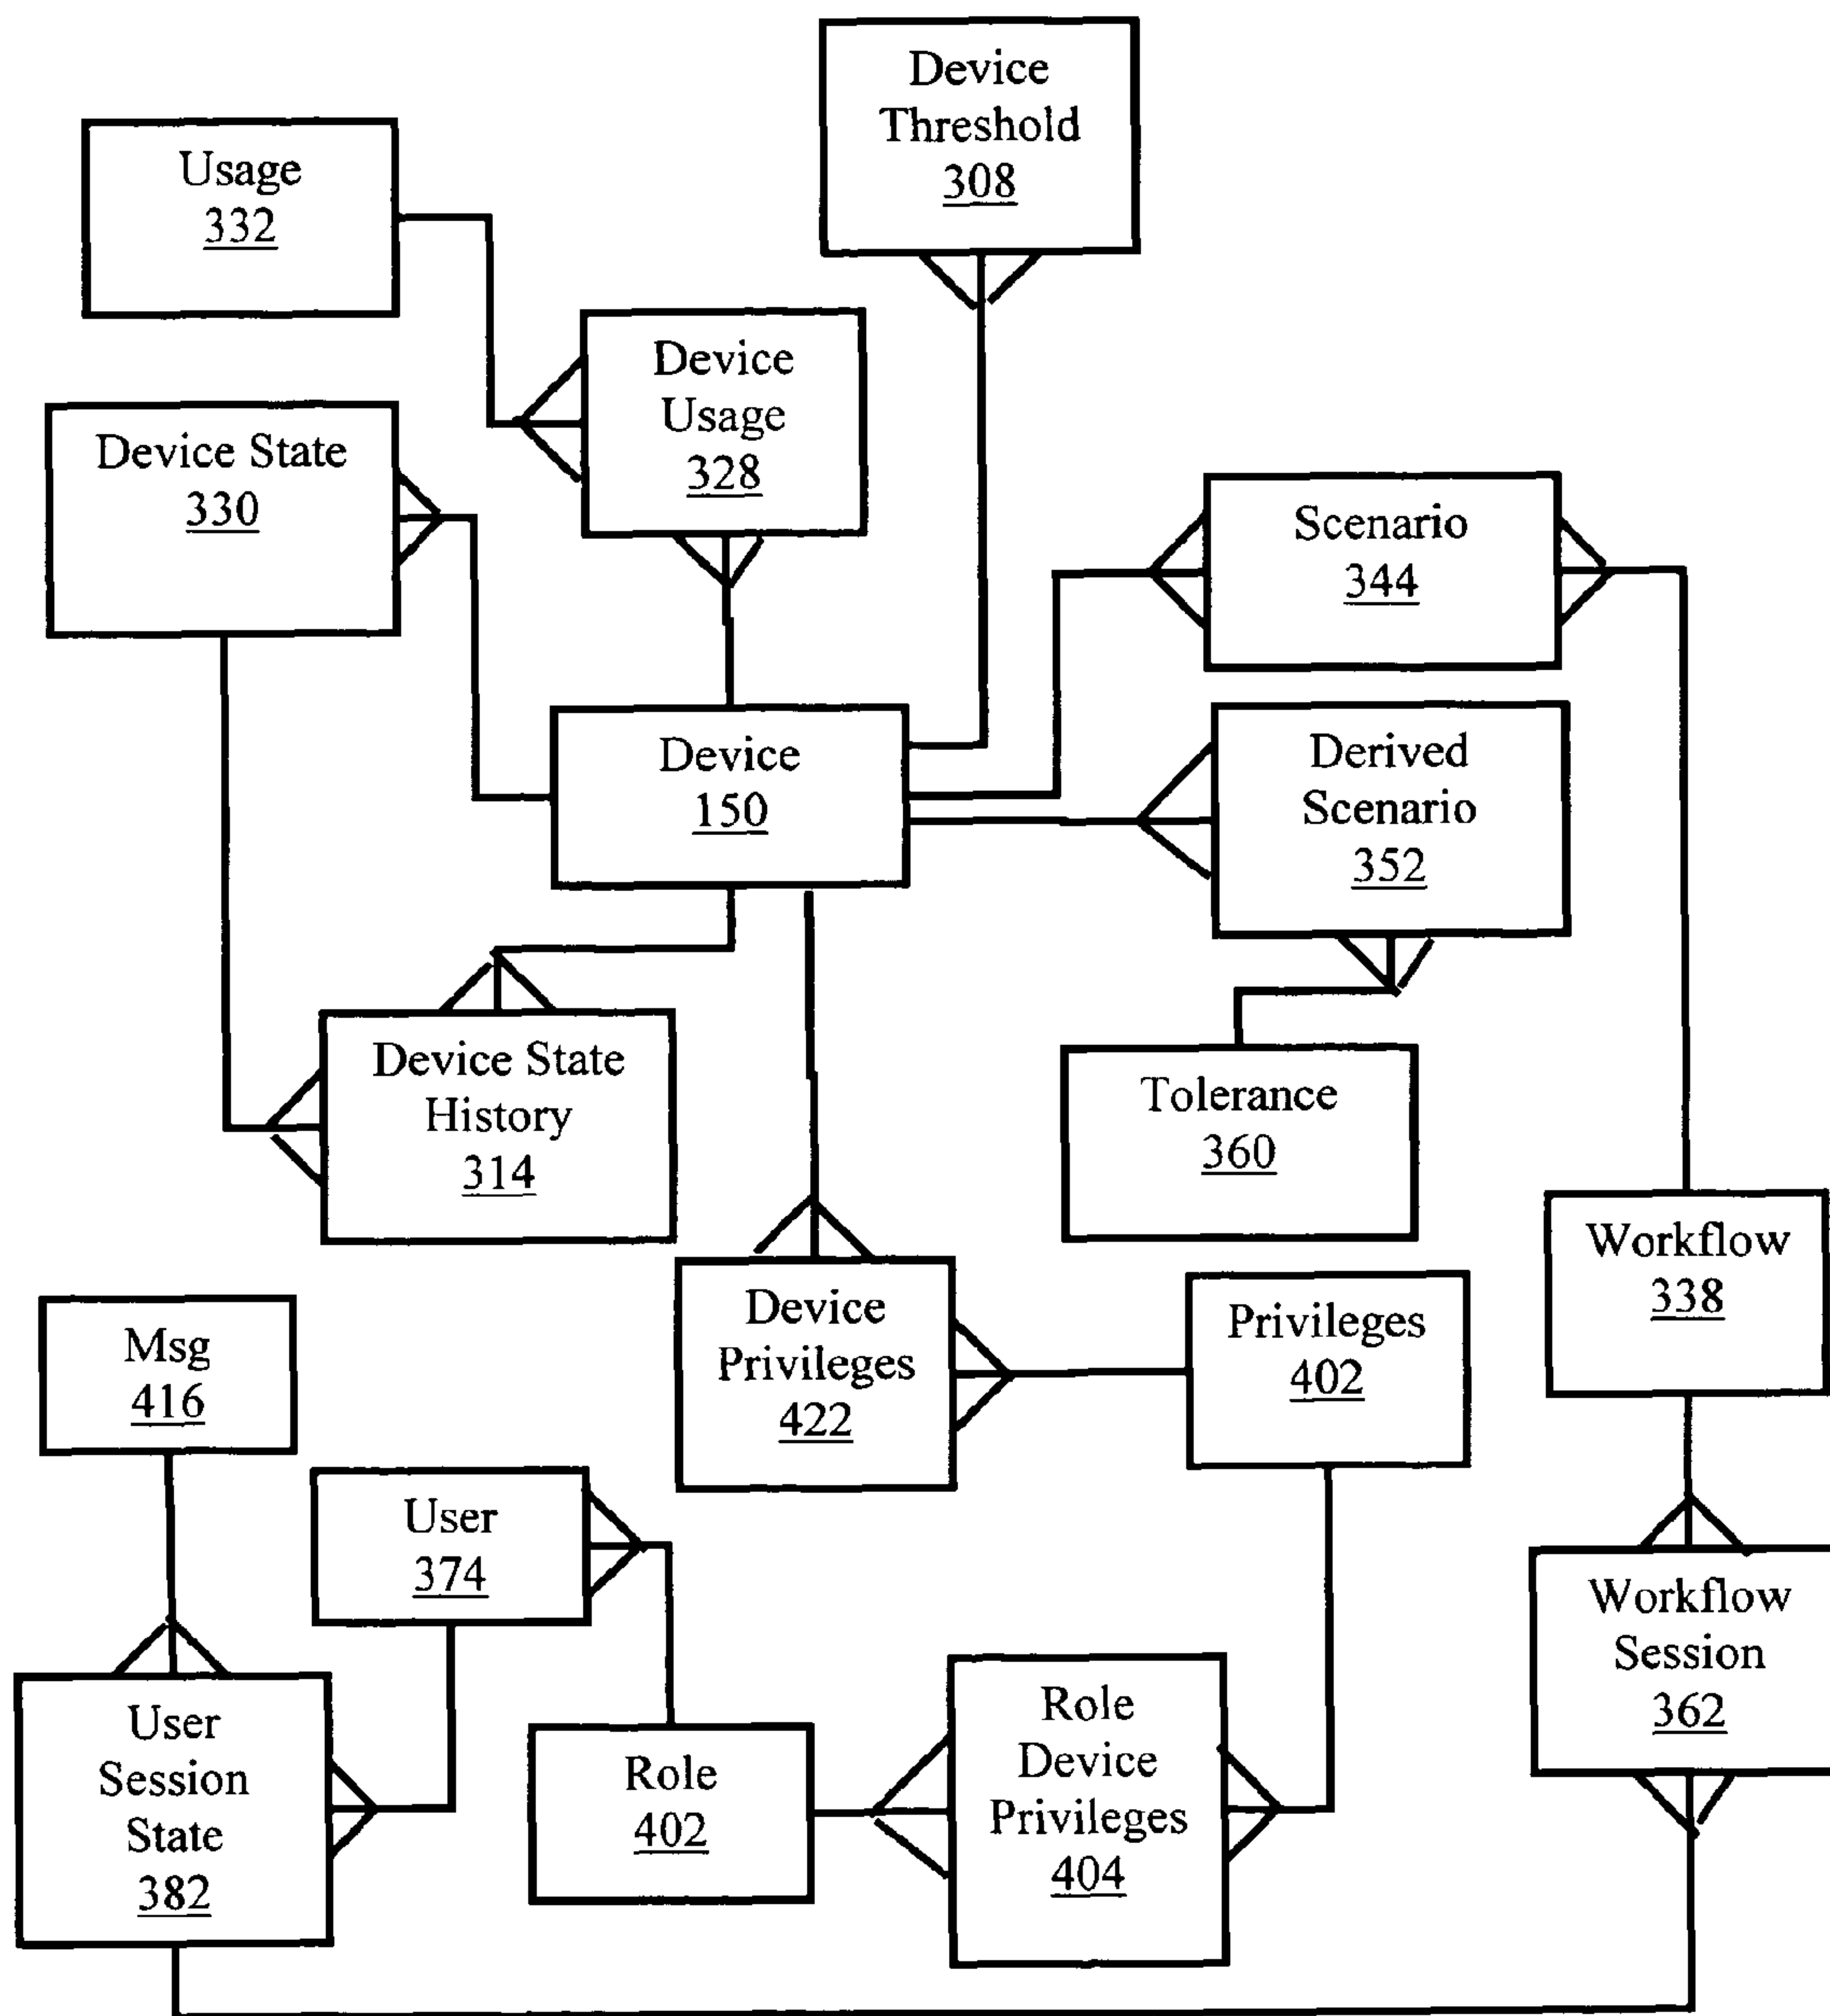 Device
Threshold
308
Usage
332
Device
Usage
328
Device State
330
Scenario
344
Device
150
Derived
Scenario
352
Device State
History
314
Tolerance
360
Workflow
338
Device
Privileges
422
Privileges
402
Msg
416
User
374
Workflow
Session
362
User
Session
State
382
Role
402
Role
Device
Privileges
404